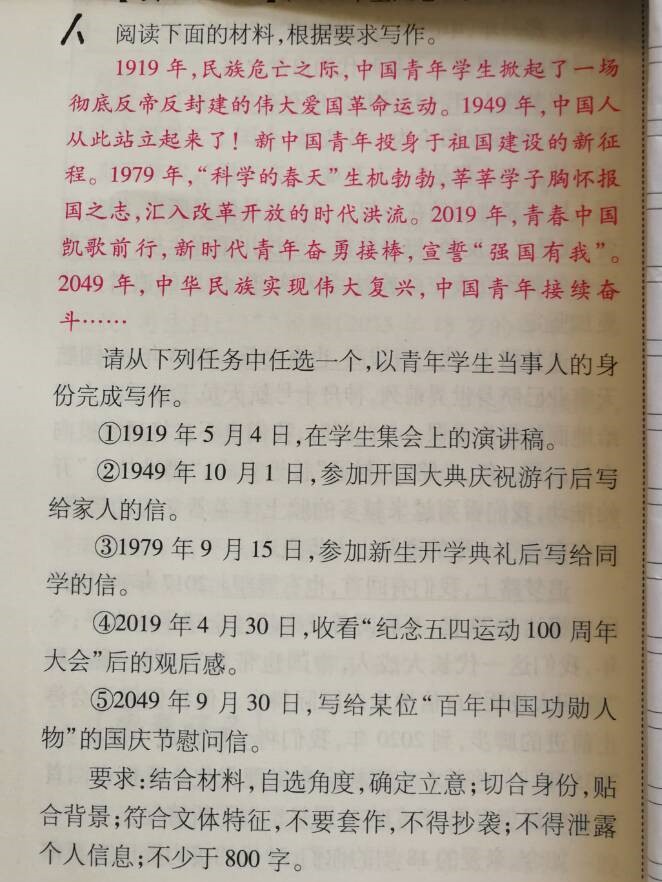 阅读下面的材料,根据要求写作。
1919年,民族危亡之际,中国青年学生掀起了一场
彻底反帝反封建的伟大爱国革命运动。1949年,中国人
从此站立起来了!新中国青年投身于祖国建设的新征
程。1979年,“科学的春天”生机勃勃,莘莘学子胸怀报
国之志,汇入改革开放的时代洪流。2019年,青春中国
凯歌前行,新时代青年奋勇接棒,宣誓“强国有我”。
2049年,中华民族实现伟大复兴,中国青年接续奋
斗……
请从下列任务中任选一个,以青年学生当事人的身
份完成写作。
①1919年5月4日,在学生集会上的演讲稿。
②1949年10月1日,参加开国大典庆祝游行后写
给家人的信。
③1979年9月15日,参加新生开学典礼后写给同
学的信。
④2019年4月30日,收看“纪念五四运动100周年
大会”后的观后感。
⑤2049年9月30日,写给某位“百年中国功勋人
物”的国庆节慰问信。
要求:结合材料,自选角度,确定立意;切合身份,贴
合背景;符合文体特征,不要套作,不得抄袭;不得泄露
个人信息;不少于800字。